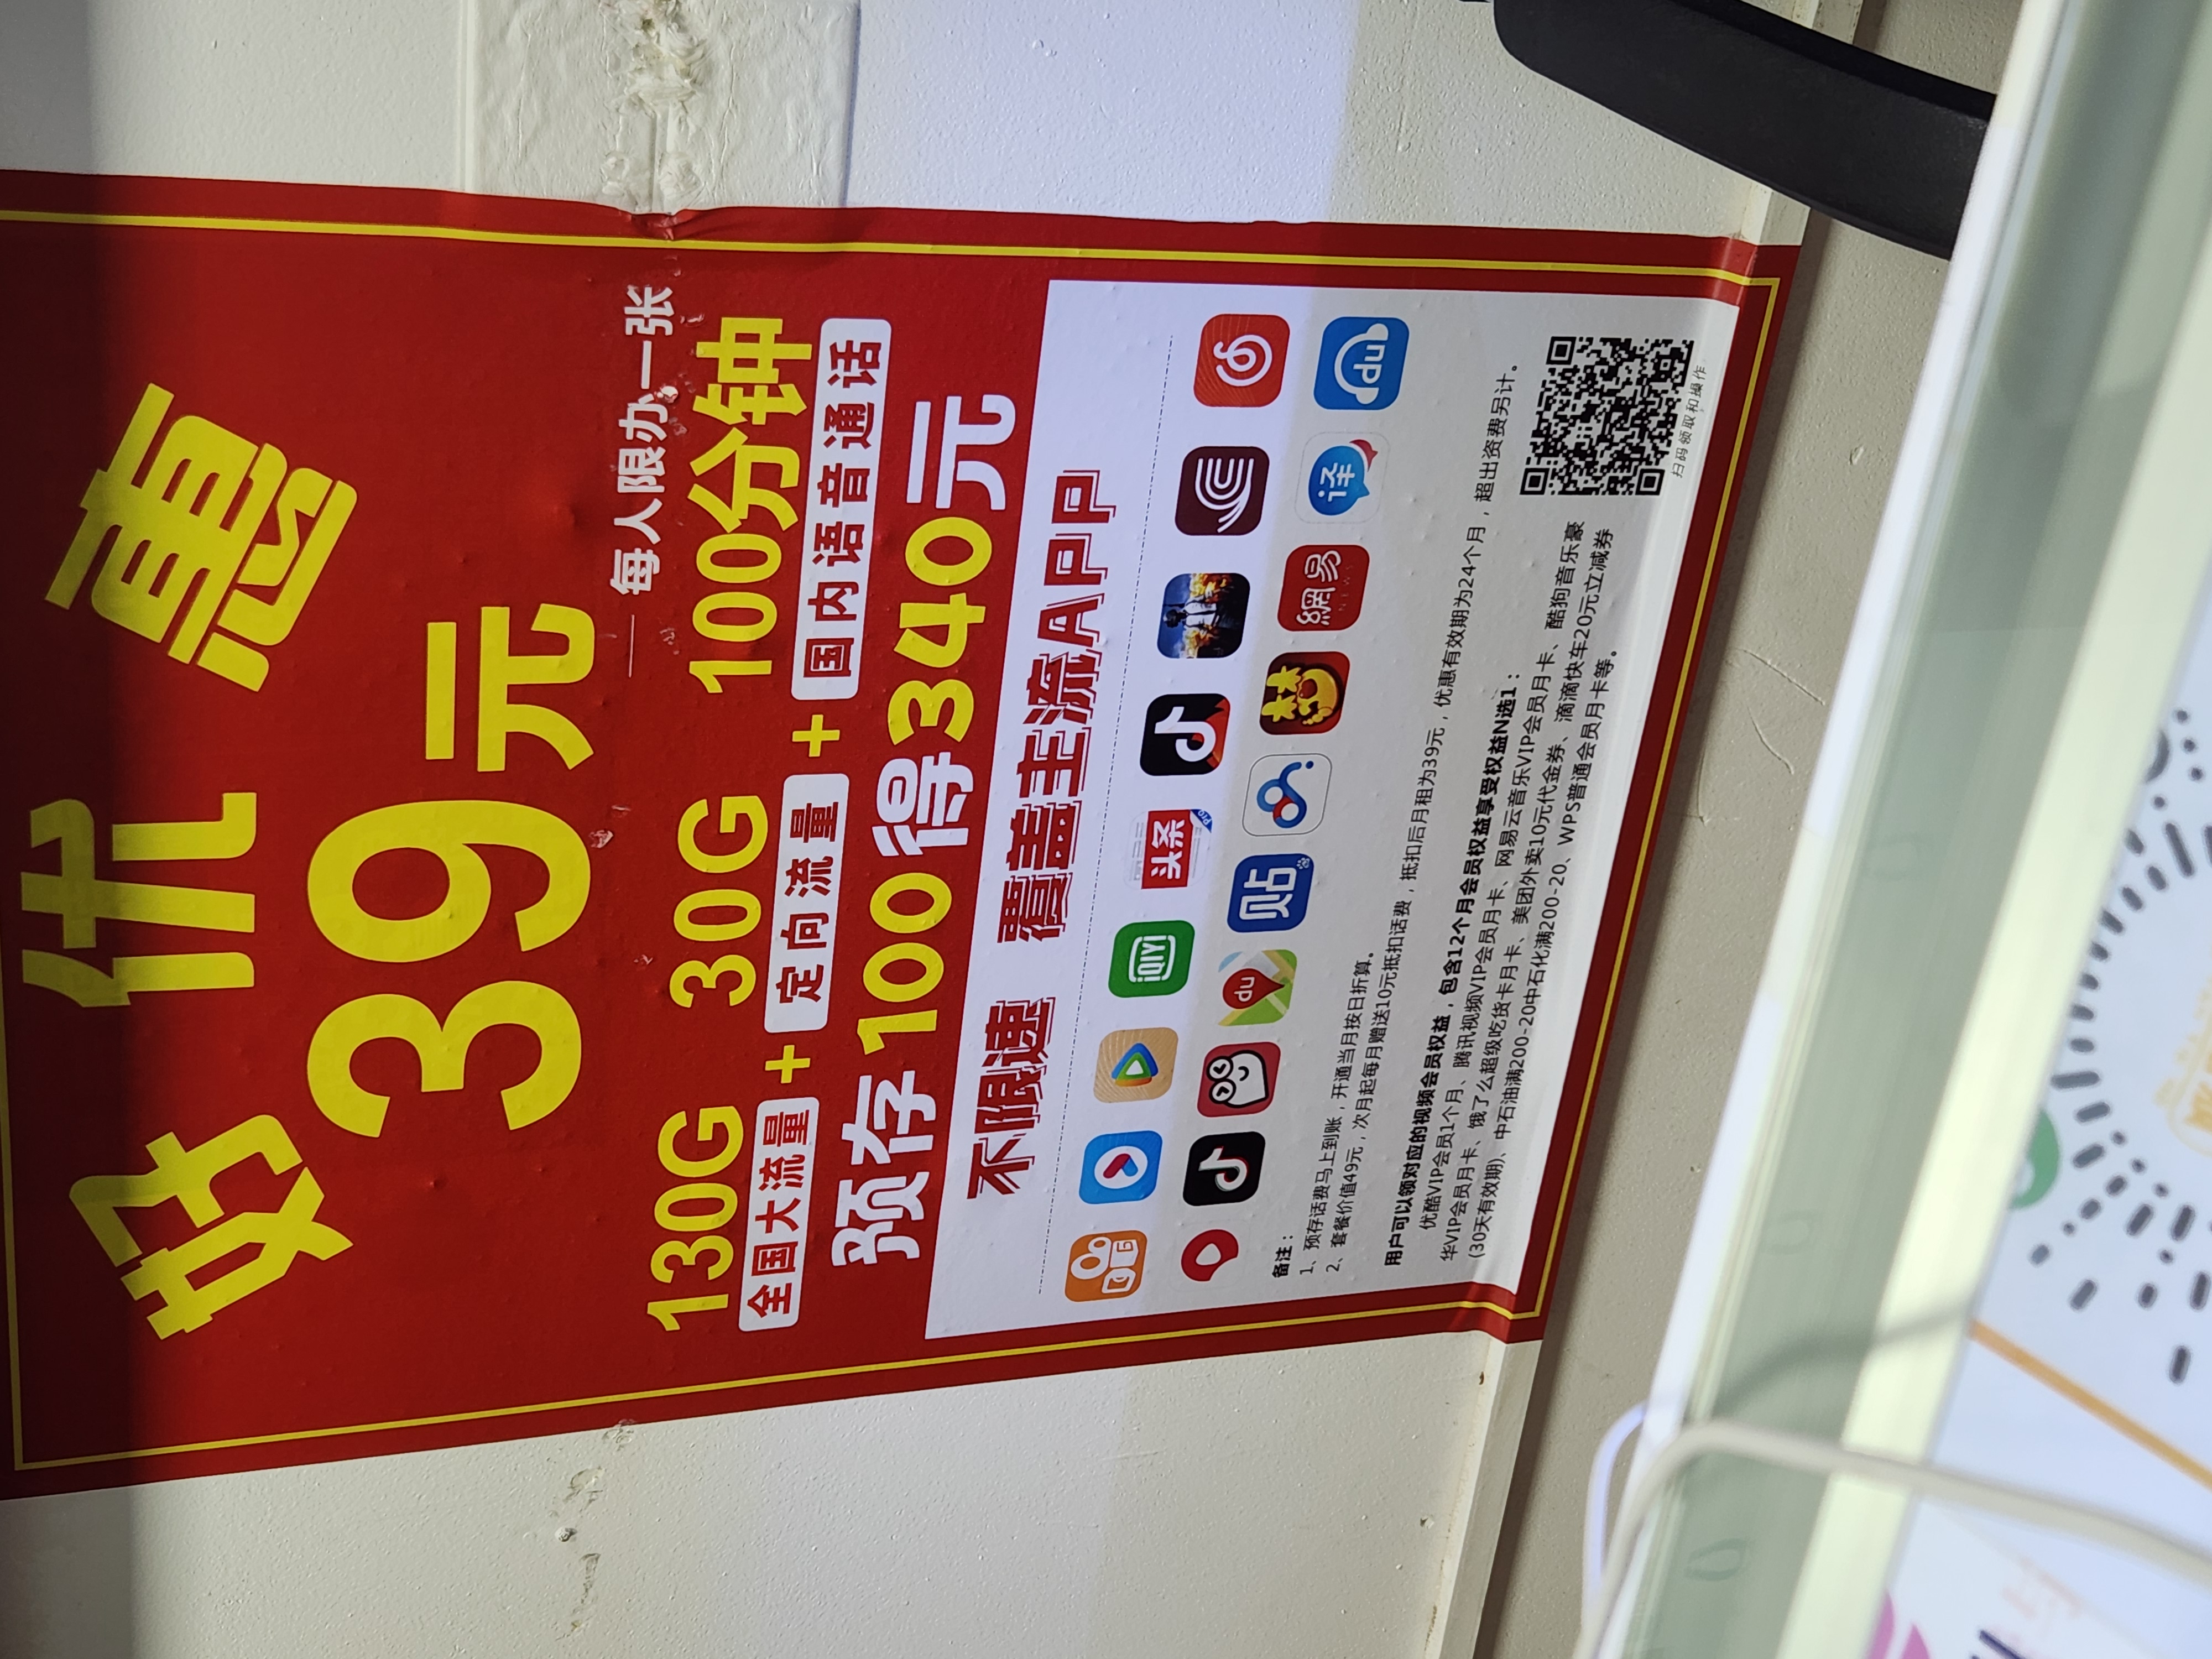 好优惠
39元
每人限办一张
130G 30G 100分钟
全国大流量+定向流量+国内语音通话
预存100得340元
不限速 覆盖主流APP
iQIYI
头条
Pro
du
贴
網易
NEWS
译
du
备注：
1、预存话费马上到账，开通当月按日折算。
2、套餐价值49元，次月起每月赠送10元抵扣话费，抵扣后月租为39元，优惠有效期为24个月，超出资费另计。
用户可以领对应的视频会员权益，包含12个月会员权益享受权益N选1：
优酷VIP会员1个月、腾讯视频VIP会员月卡、网易云音乐VIP会员月卡、酷狗音乐豪
华VIP会员月卡、饿了么超级吃货卡月卡、美团外卖10元代金券、滴滴快车20元立减券
(30天有效期)、中石油满200-20中石化满200-20、WPS普通会员月卡等。
扫码领取和操作